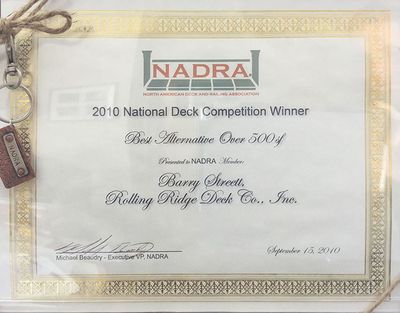 NADRA
NORTH AMERICAN DECK AND RAILING ASSOCIATION
2010 National Deck Competition Winner
Best Alternative Over 500 sf
Presented to NADRA Member:
Barry Streett,
Rolling Ridge Deck Co., Inc.
Michael Beaudry - Executive VP, NADRA
September 15, 2010